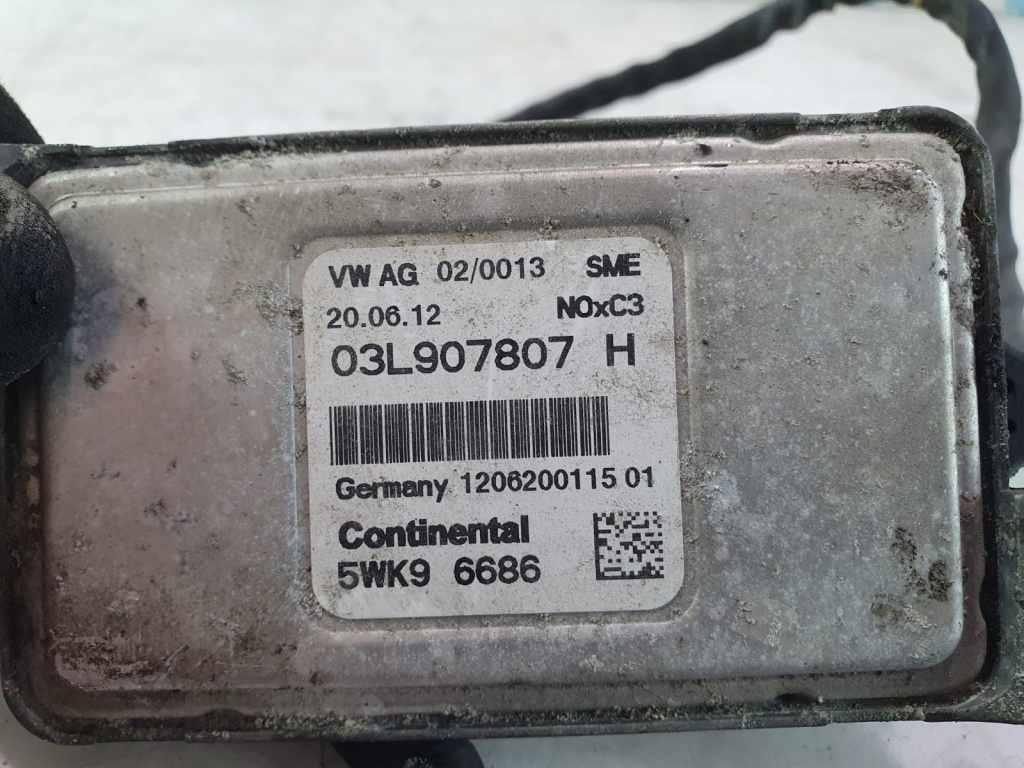 VW AG 02/0013 SME
20.06.12 NOxC3
03L907807 H
Germany 1206200115 01
Continental
5WK9 6686